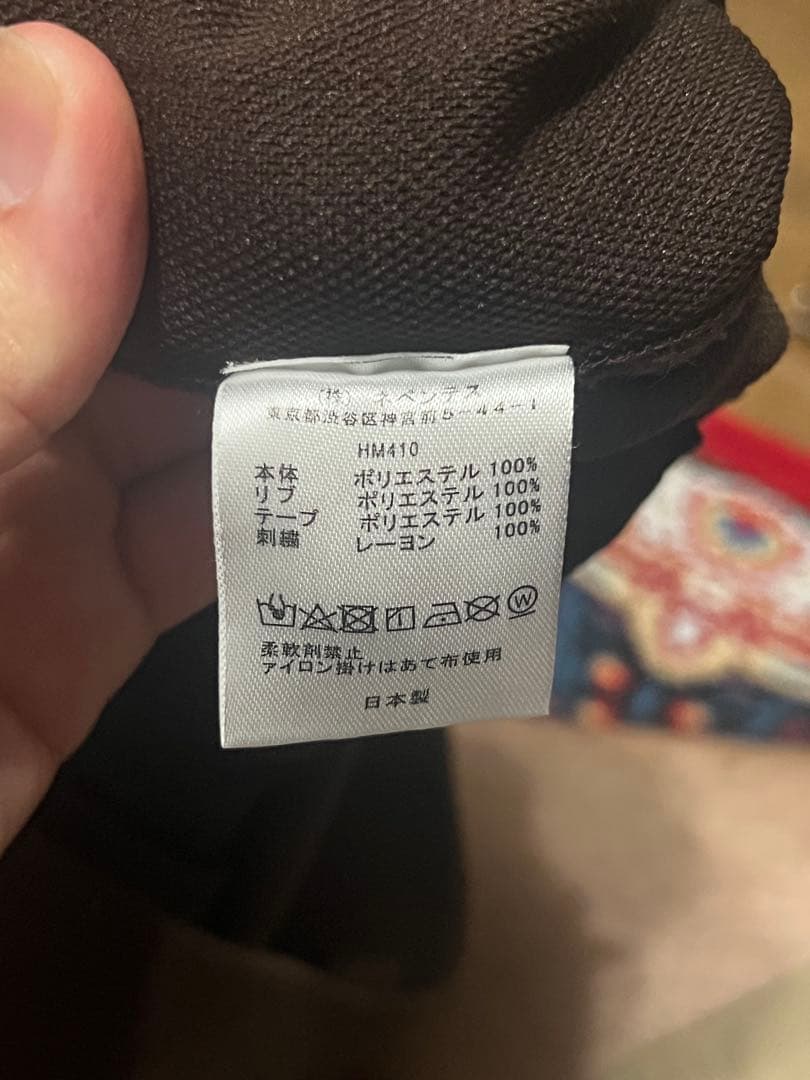 (株) ネペンテス
東京都渋谷区神宮前5-44-1
HM410
本体 ポリエステル 100%
リブ ポリエステル 100%
テープ ポリエステル 100%
刺繍 レーヨン 100%
W
柔軟剤禁止
アイロン掛けはあて布使用
日本製